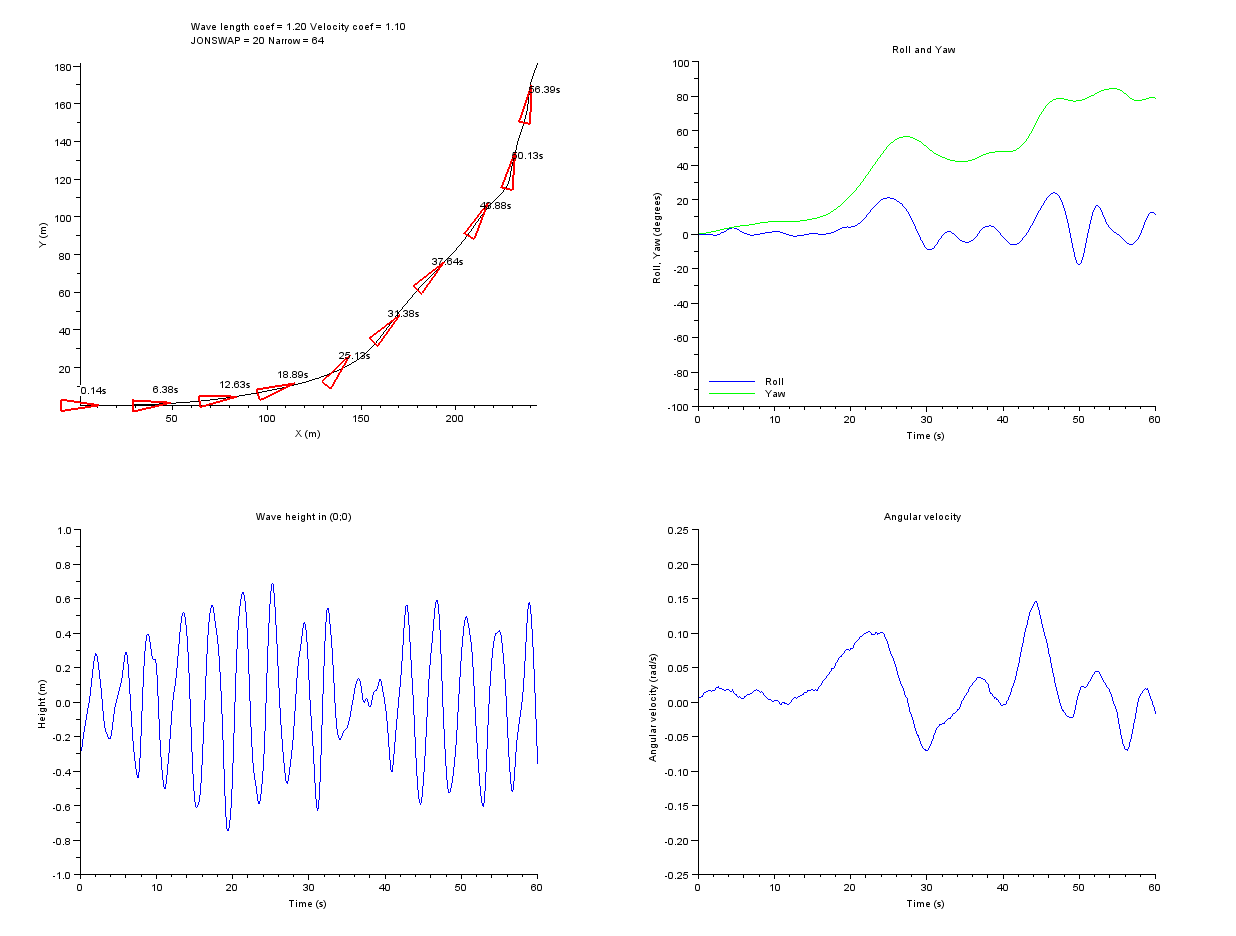 Wave length coef = 1.20 Velocity coef = 1.10
JONSWAP = 20 Narrow = 64
180
160
140
120
100
80
60
40
20
Y (m)
0.14s
6.38s
12.63s
18.89s
25.13s
31.38s
37.64s
43.88s
50.13s
56.39s
50
100
150
200
X (m)
Roll and Yaw
100
80
60
40
20
0
-20
-40
-60
-80
-100
Roll, Yaw (degrees)
Roll
Yaw
0
10
20
30
40
50
60
Time (s)
Wave height in (0;0)
1.0
0.8
0.6
0.4
0.2
0.0
-0.2
-0.4
-0.6
-0.8
-1.0
Height (m)
0
10
20
30
40
50
60
Time (s)
Angular velocity
0.25
0.20
0.15
0.10
0.05
0.00
-0.05
-0.10
-0.15
-0.20
-0.25
Angular velocity (rad/s)
0
10
20
30
40
50
60
Time (s)